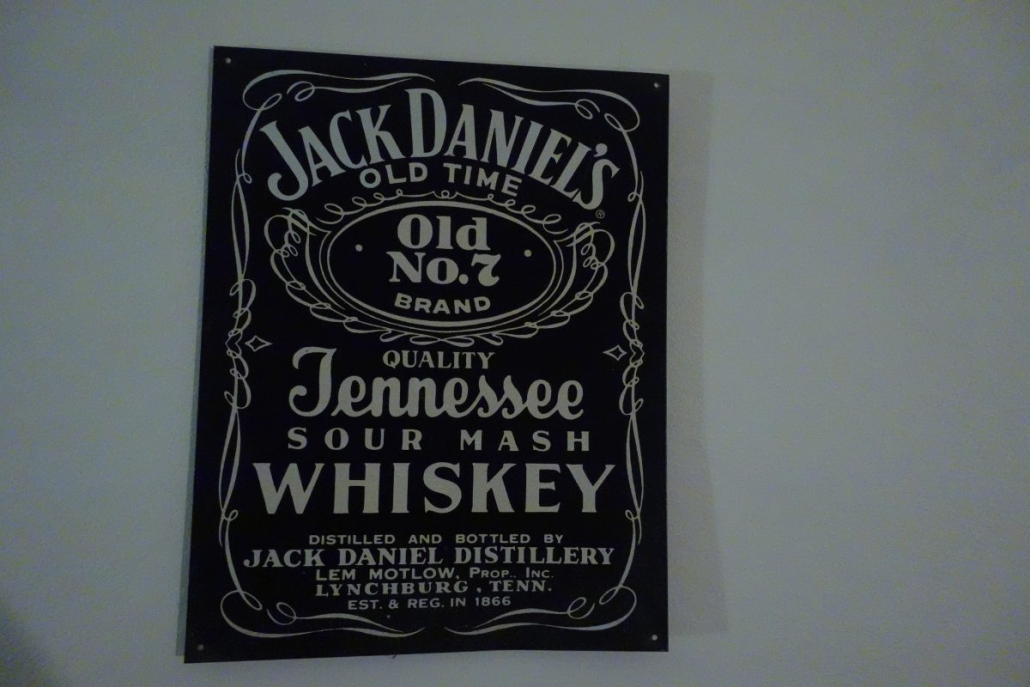 JACK DANIEL'S ®
OLD TIME
Old
No.7
BRAND
QUALITY
Tennessee
SOUR MASH
WHISKEY
DISTILLED AND BOTTLED BY
JACK DANIEL DISTILLERY
LEM MOTLOW, PROP., INC.
LYNCHBURG, TENN.
EST. & REG. IN 1866